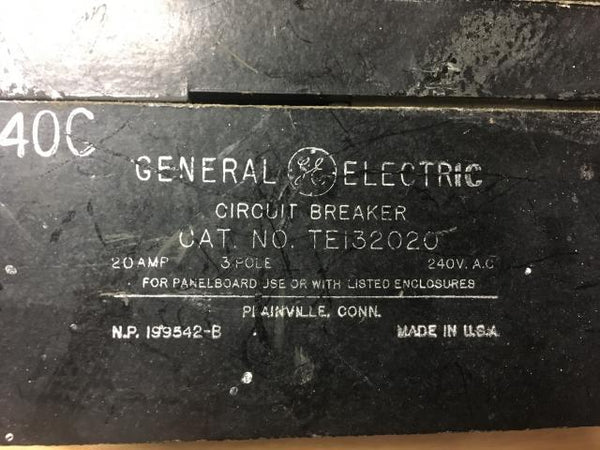 40C
GENERAL GE ELECTRIC
CIRCUIT BREAKER
CAT. NO. TE132020
20 AMP 3 POLE 240V. A.C
FOR PANELBOARD USE OR WITH LISTED ENCLOSURES
PLAINVILLE, CONN.
N.P. 199542-B MADE IN U.S.A.